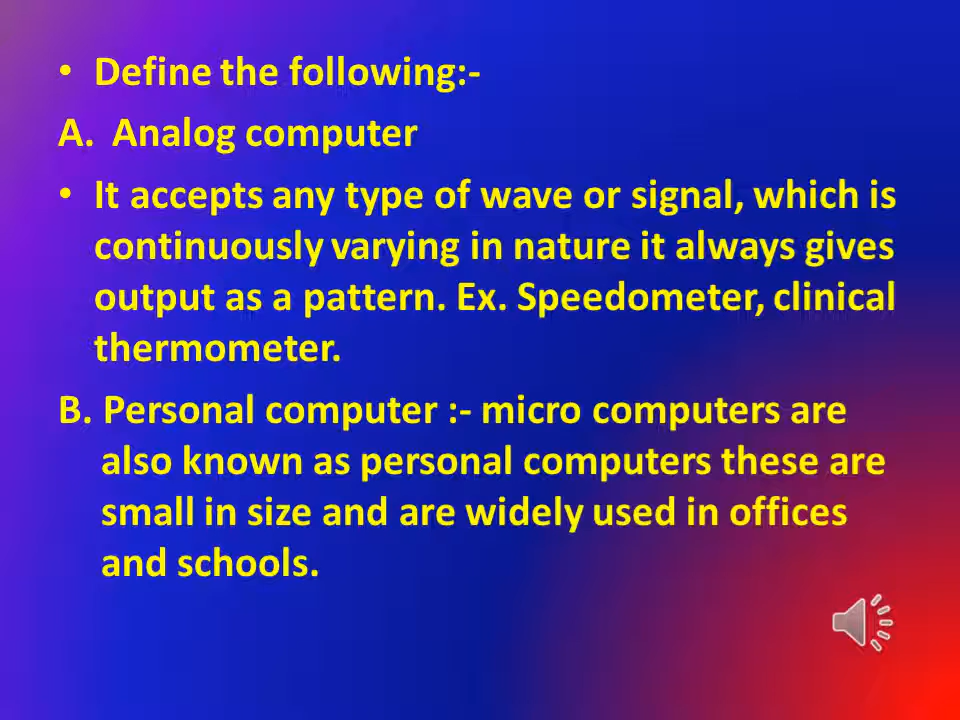 • Define the following:-
A. Analog computer
• It accepts any type of wave or signal, which is
continuously varying in nature it always gives
output as a pattern. Ex. Speedometer, clinical
thermometer.
B. Personal computer :- micro computers are
also known as personal computers these are
small in size and are widely used in offices
and schools.